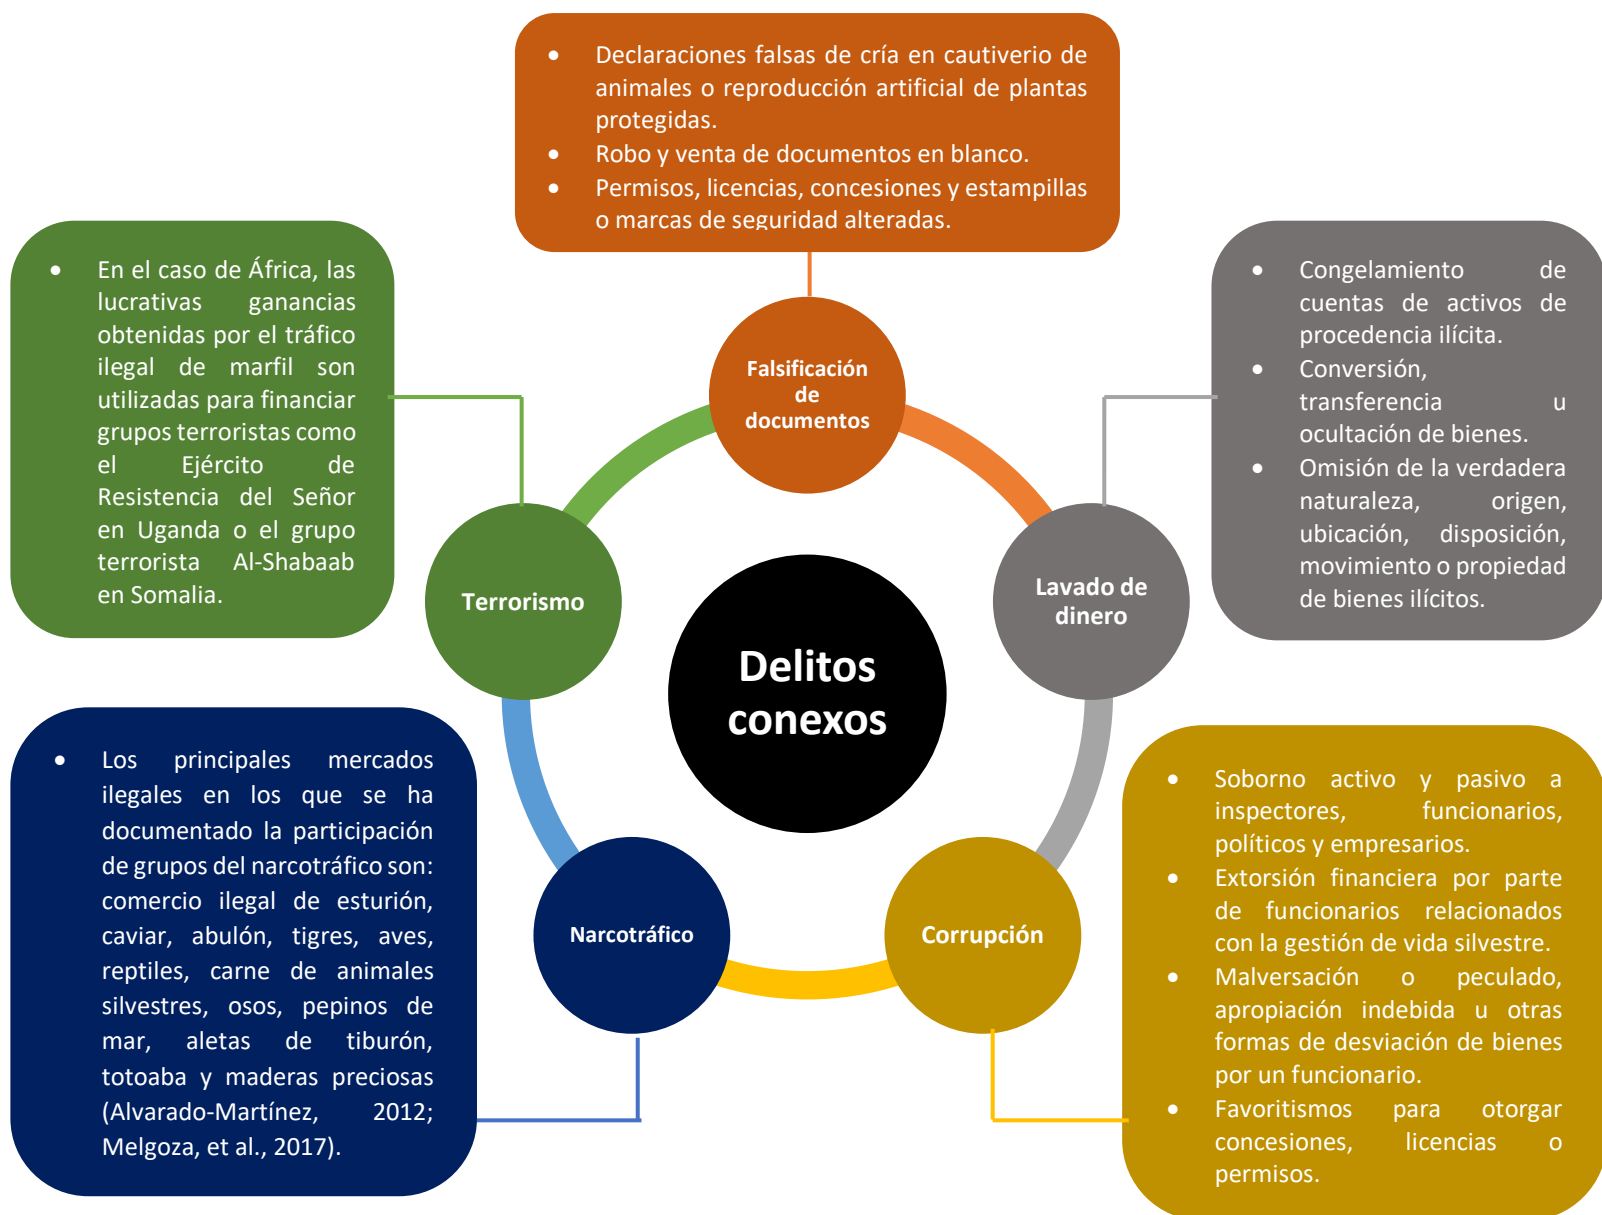 • Declaraciones falsas de cría en cautiverio de
animales o reproducción artificial de plantas
protegidas.
• Robo y venta de documentos en blanco.
• Permisos, licencias, concesiones y estampillas
o marcas de seguridad alteradas.
• En el caso de África, las
lucrativas ganancias
obtenidas por el tráfico
ilegal de marfil son
utilizadas para financiar
grupos terroristas como
el Ejército de
Resistencia del Señor
en Uganda o el grupo
terrorista Al-Shabaab
en Somalia.
• Congelamiento de
cuentas de activos de
procedencia ilícita.
• Conversión,
transferencia u
ocultación de bienes.
• Omisión de la verdadera
naturaleza, origen,
ubicación, disposición,
movimiento o propiedad
de bienes ilícitos.
Falsificación
de
documentos
Terrorismo
Lavado de
dinero
Delitos
conexos
Narcotráfico
Corrupción
• Los principales mercados
ilegales en los que se ha
documentado la participación
de grupos del narcotráfico son:
comercio ilegal de esturión,
caviar, abulón, tigres, aves,
reptiles, carne de animales
silvestres, osos, pepinos de
mar, aletas de tiburón,
totoaba y maderas preciosas
(Alvarado-Martínez, 2012;
Melgoza, et al., 2017).
• Soborno activo y pasivo a
inspectores, funcionarios,
políticos y empresarios.
• Extorsión financiera por parte
de funcionarios relacionados
con la gestión de vida silvestre.
• Malversación o peculado,
apropiación indebida u otras
formas de desviación de bienes
por un funcionario.
• Favoritismos para otorgar
concesiones, licencias o
permisos.